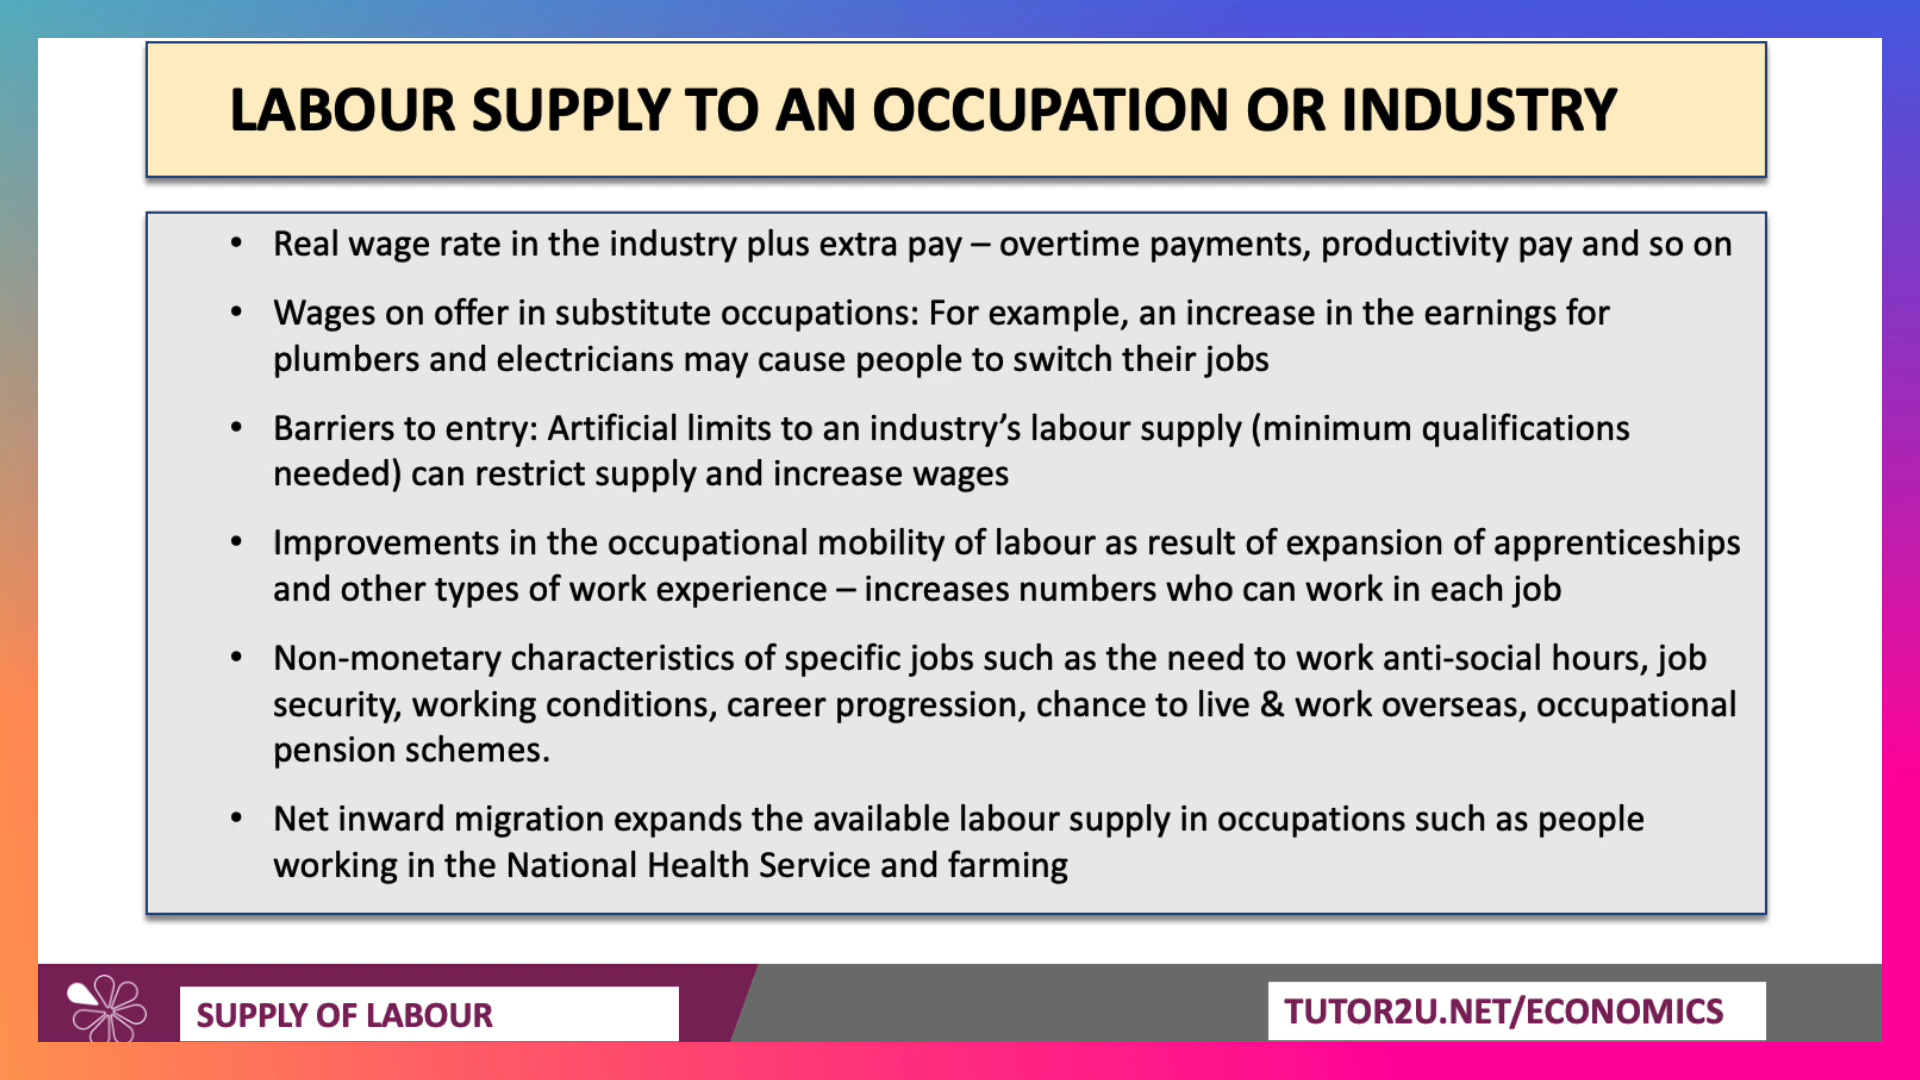 LABOUR SUPPLY TO AN OCCUPATION OR INDUSTRY
• Real wage rate in the industry plus extra pay – overtime payments, productivity pay and so on
• Wages on offer in substitute occupations: For example, an increase in the earnings for
plumbers and electricians may cause people to switch their jobs
• Barriers to entry: Artificial limits to an industry’s labour supply (minimum qualifications
needed) can restrict supply and increase wages
• Improvements in the occupational mobility of labour as result of expansion of apprenticeships
and other types of work experience – increases numbers who can work in each job
• Non-monetary characteristics of specific jobs such as the need to work anti-social hours, job
security, working conditions, career progression, chance to live & work overseas, occupational
pension schemes.
• Net inward migration expands the available labour supply in occupations such as people
working in the National Health Service and farming
SUPPLY OF LABOUR
TUTOR2U.NET/ECONOMICS